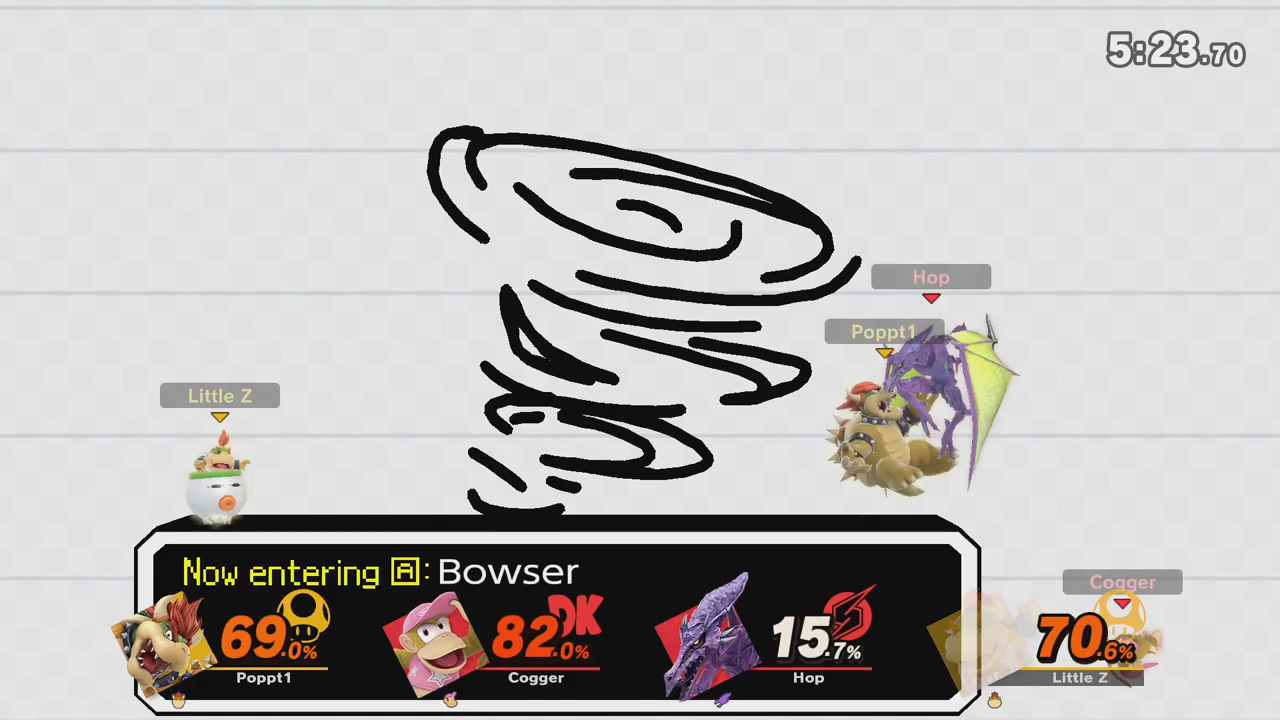 5:23.70
Hop
Poppt1
Little Z
Cogger
Now entering A: Bowser
69.0%
DK
82.0%
15.7%
70.6%
Poppt1
Cogger
Hop
Little Z